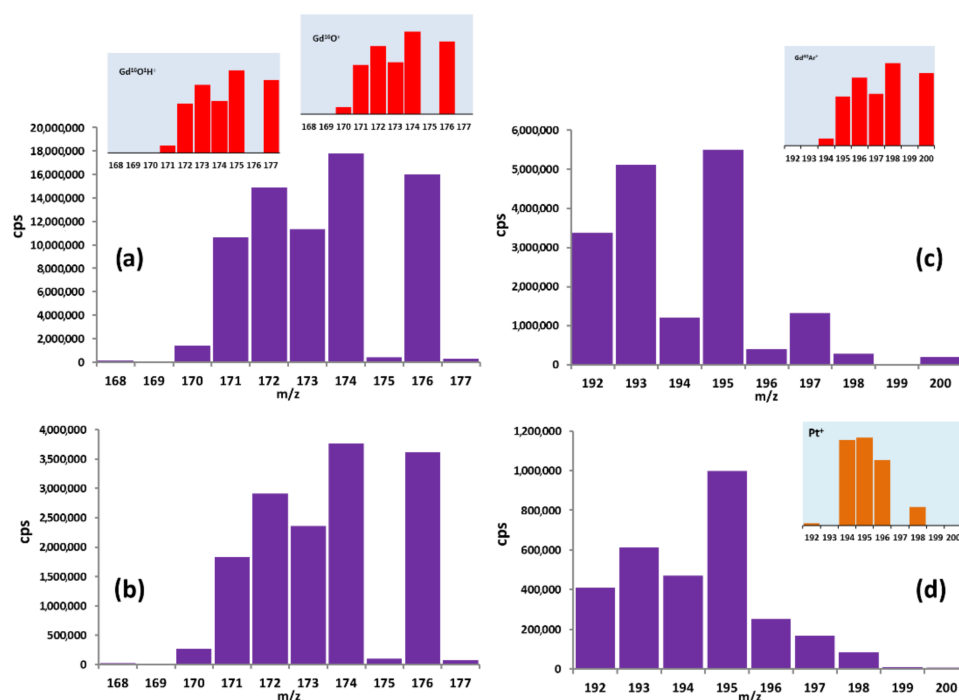 Gd¹⁶O¹H⁺
168 169 170 171 172 173 174 175 176 177
Gd¹⁶O⁺
168 169 170 171 172 173 174 175 176 177
20,000,000
18,000,000
16,000,000
14,000,000
12,000,000
10,000,000
8,000,000
6,000,000
4,000,000
2,000,000
0
cps
(a)
168 169 170 171 172 173 174 175 176 177
m/z
Gd⁴⁰Ar⁺
192 193 194 195 196 197 198 199 200
6,000,000
5,000,000
4,000,000
3,000,000
2,000,000
1,000,000
0
cps
(c)
192 193 194 195 196 197 198 199 200
m/z
4,000,000
3,500,000
3,000,000
2,500,000
2,000,000
1,500,000
1,000,000
500,000
0
cps
(b)
168 169 170 171 172 173 174 175 176 177
m/z
Pt⁺
192 193 194 195 196 197 198 199 200
1,200,000
1,000,000
800,000
600,000
400,000
200,000
0
cps
(d)
192 193 194 195 196 197 198 199 200
m/z